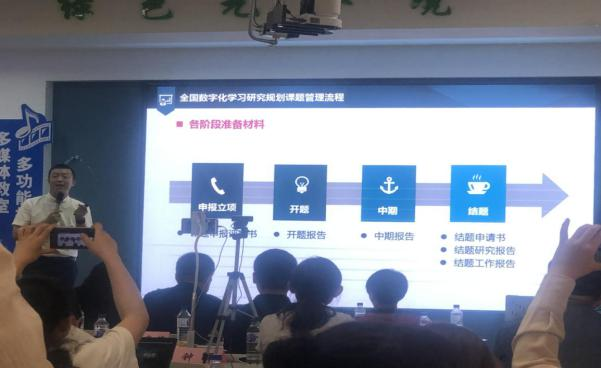 全国数字化学习研究规划课题管理流程
各阶段准备材料
申报立项
开题
中期
结题
开题报告
中期报告
结题申请书
结题研究报告
结题工作报告
多功能
多媒体教室
钟